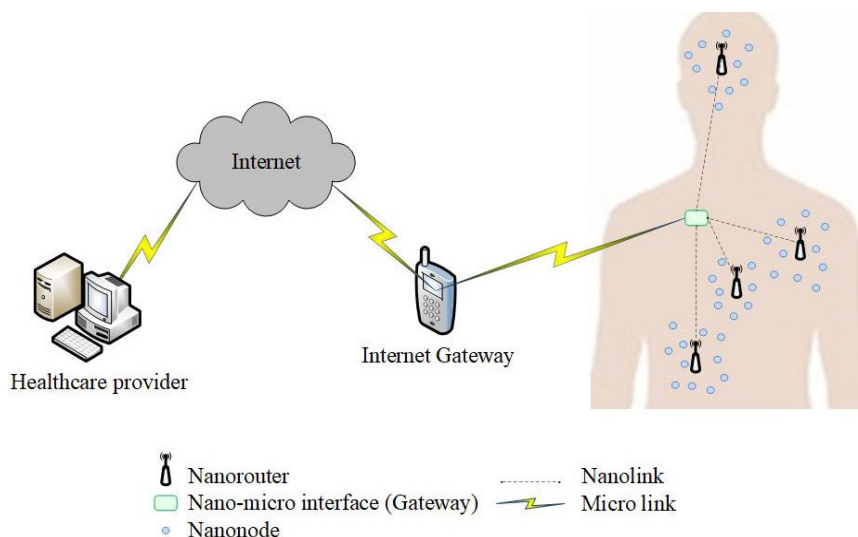 Internet
Internet Gateway
Healthcare provider
Nanorouter
Nanolink
Nano-micro interface (Gateway)
Micro link
Nanonode